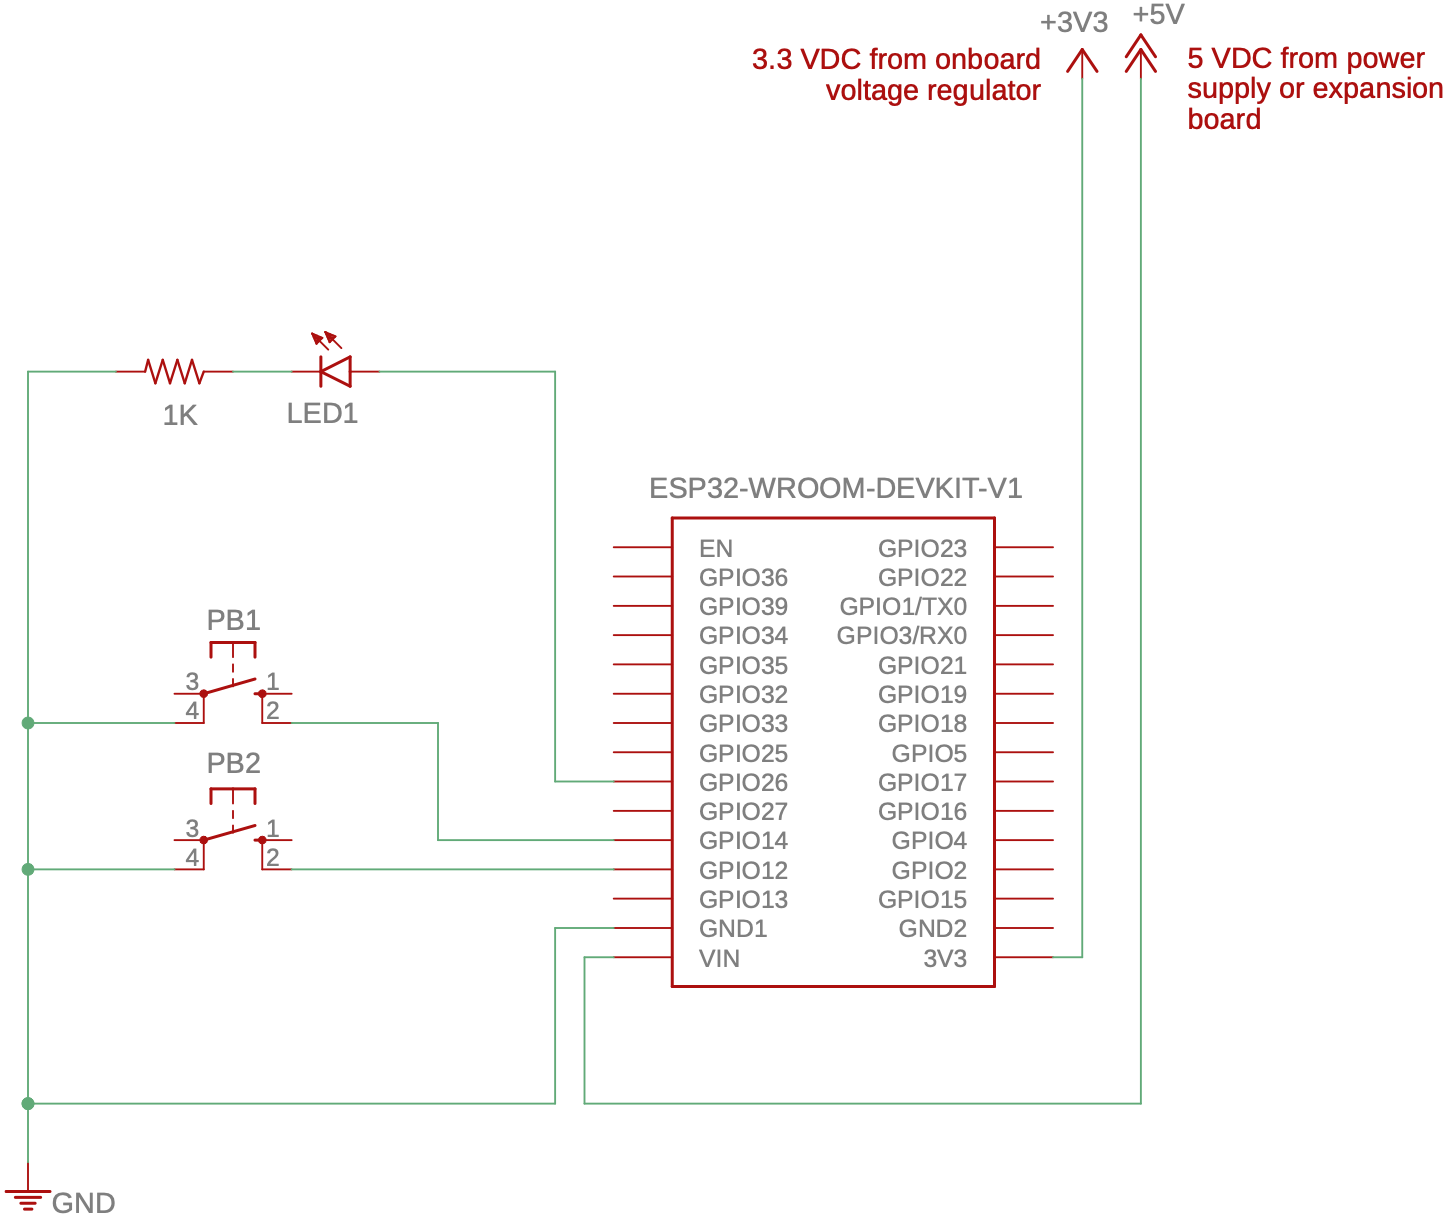 +3V3
+5V
3.3 VDC from onboard
voltage regulator
5 VDC from power
supply or expansion
board
1K
LED1
ESP32-WROOM-DEVKIT-V1
EN GPIO23
GPIO36 GPIO22
GPIO39 GPIO1/TX0
GPIO34 GPIO3/RX0
GPIO35 GPIO21
GPIO32 GPIO19
GPIO33 GPIO18
GPIO25 GPIO5
GPIO26 GPIO17
GPIO27 GPIO16
GPIO14 GPIO4
GPIO12 GPIO2
GPIO13 GPIO15
GND1 GND2
VIN 3V3
PB1
3 1
4 2
PB2
3 1
4 2
GND